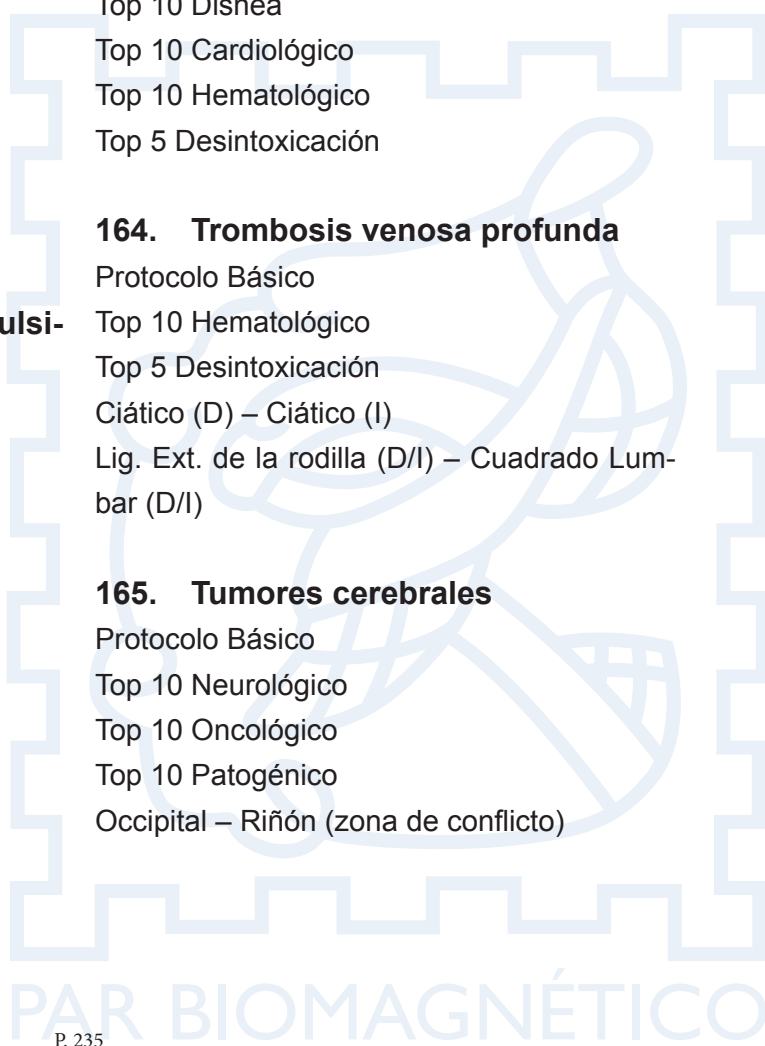 Top 10 Disnea
Top 10 Cardiológico
Top 10 Hematológico
Top 5 Desintoxicación
164. Trombosis venosa profunda
Protocolo Básico
ulsi-
Top 10 Hematológico
Top 5 Desintoxicación
Ciático (D) – Ciático (I)
Lig. Ext. de la rodilla (D/I) – Cuadrado Lum-
bar (D/I)
165. Tumores cerebrales
Protocolo Básico
Top 10 Neurológico
Top 10 Oncológico
Top 10 Patogénico
Occipital – Riñón (zona de conflicto)
PAR BIOMAGNÉTICO
P. 235